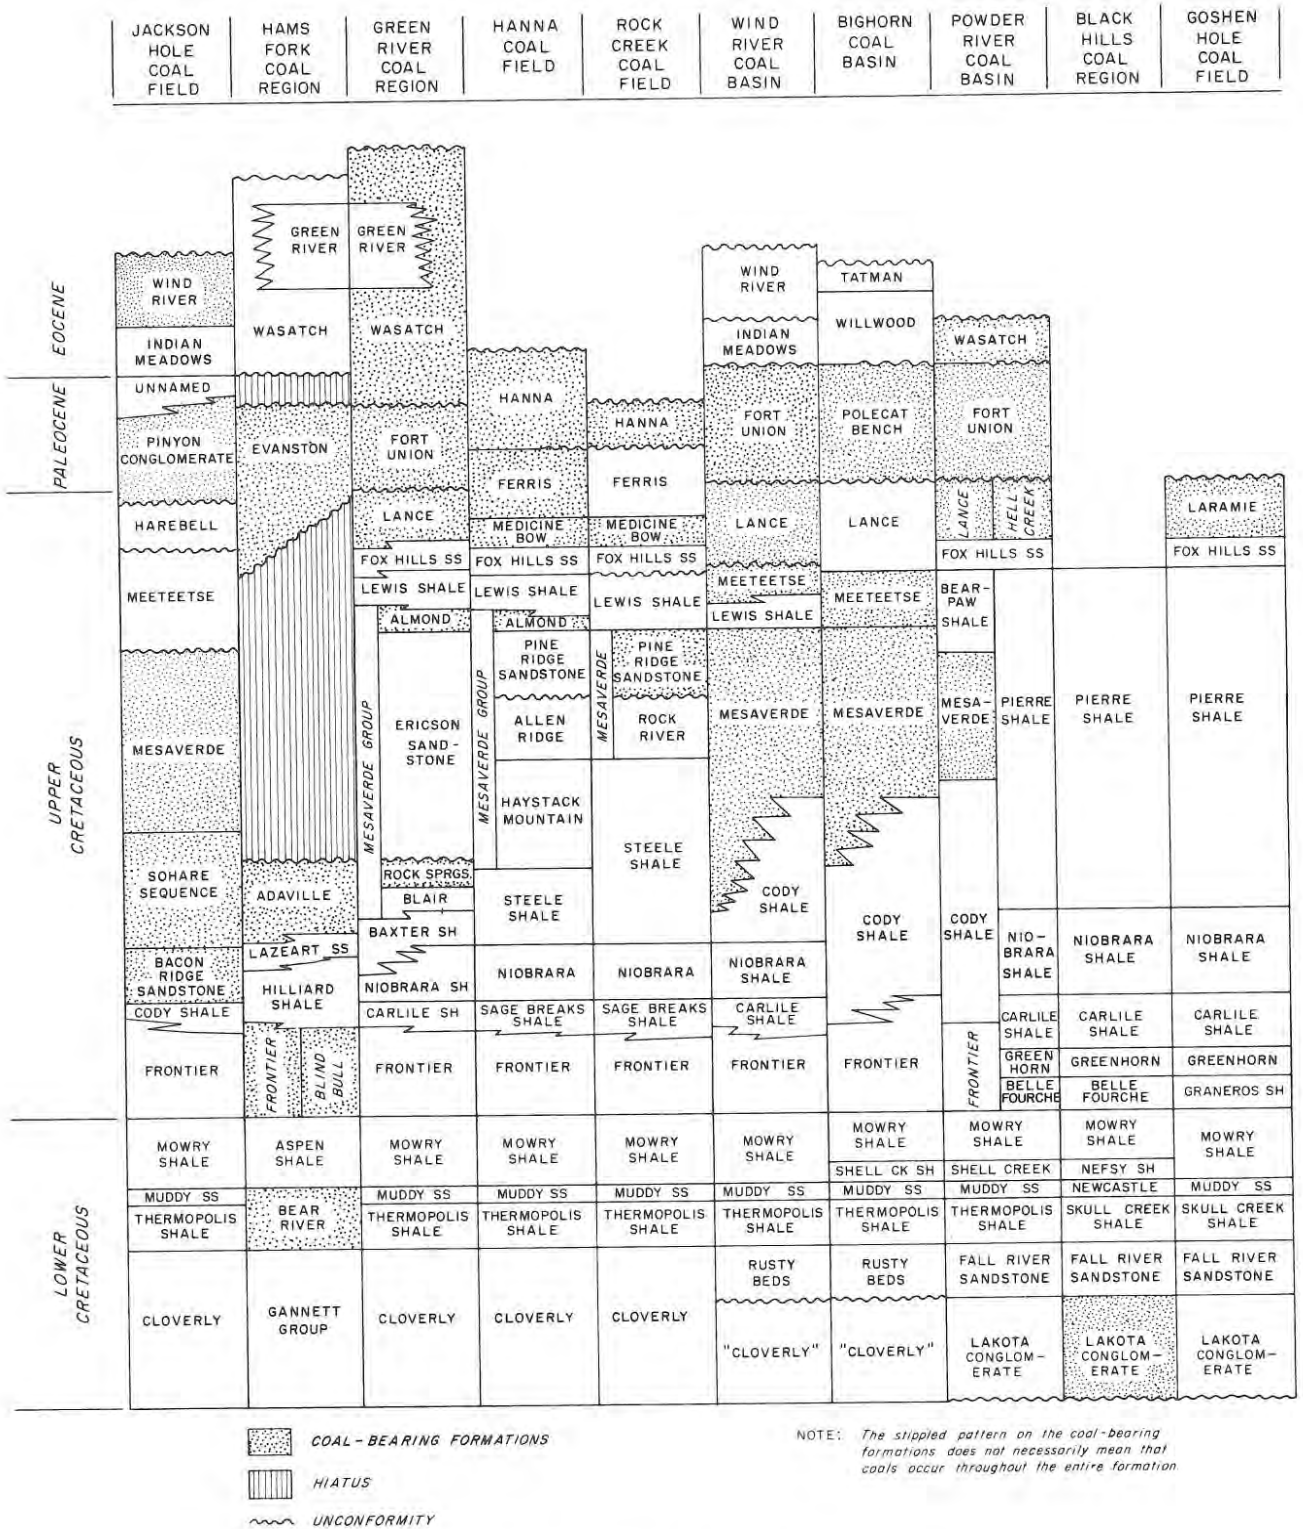 JACKSON
HOLE
COAL
FIELD
HAMS
FORK
COAL
REGION
GREEN
RIVER
COAL
REGION
HANNA
COAL
FIELD
ROCK
CREEK
COAL
FIELD
WIND
RIVER
COAL
BASIN
BIGHORN
COAL
BASIN
POWDER
RIVER
COAL
BASIN
BLACK
HILLS
COAL
REGION
GOSHEN
HOLE
COAL
FIELD
EOCENE
PALEOCENE
UPPER
CRETACEOUS
LOWER
CRETACEOUS
WIND
RIVER
INDIAN
MEADOWS
UNNAMED
PINYON
CONGLOMERATE
HAREBELL
MEETEETSE
MESAVERDE
SOHARE
SEQUENCE
BACON
RIDGE
SANDSTONE
CODY SHALE
FRONTIER
MOWRY
SHALE
MUDDY SS
THERMOPOLIS
SHALE
CLOVERLY
GREEN
RIVER
WASATCH
EVANSTON
ADAVILLE
LAZEART SS
HILLIARD
SHALE
FRONTIER
BLIND
BULL
ASPEN
SHALE
BEAR
RIVER
GANNETT
GROUP
GREEN
RIVER
WASATCH
FORT
UNION
LANCE
FOX HILLS SS
LEWIS SHALE
ALMOND
MESAVERDE GROUP
ERICSON
SAND-
STONE
ROCK SPRGS.
BLAIR
BAXTER SH
NIOBRARA SH
CARLILE SH
FRONTIER
MOWRY
SHALE
MUDDY SS
THERMOPOLIS
SHALE
CLOVERLY
HANNA
FERRIS
MEDICINE
BOW
FOX HILLS SS
LEWIS SHALE
ALMOND
MESAVERDE GROUP
PINE
RIDGE
SANDSTONE
ALLEN
RIDGE
HAYSTACK
MOUNTAIN
STEELE
SHALE
NIOBRARA
SAGE BREAKS
SHALE
FRONTIER
MOWRY
SHALE
MUDDY SS
THERMOPOLIS
SHALE
CLOVERLY
HANNA
FERRIS
MEDICINE
BOW
FOX HILLS SS
LEWIS SHALE
MESAVERDE
PINE
RIDGE
SANDSTONE
ROCK
RIVER
STEELE
SHALE
NIOBRARA
SAGE BREAKS
SHALE
FRONTIER
MOWRY
SHALE
MUDDY SS
THERMOPOLIS
SHALE
CLOVERLY
WIND
RIVER
INDIAN
MEADOWS
FORT
UNION
LANCE
MEETEETSE
LEWIS SHALE
MESAVERDE
CODY
SHALE
NIOBRARA
SHALE
CARLILE
SHALE
FRONTIER
MOWRY
SHALE
MUDDY SS
THERMOPOLIS
SHALE
RUSTY
BEDS
"CLOVERLY"
TATMAN
WILLWOOD
POLECAT
BENCH
LANCE
MEETEETSE
MESAVERDE
CODY
SHALE
FRONTIER
MOWRY
SHALE
SHELL CK SH
MUDDY SS
THERMOPOLIS
SHALE
RUSTY
BEDS
"CLOVERLY"
WASATCH
FORT
UNION
LANCE
HELL
CREEK
FOX HILLS SS
BEAR-
PAW
SHALE
MESA-
VERDE
CODY
SHALE
FRONTIER
PIERRE
SHALE
NIO-
BRARA
SHALE
CARLILE
SHALE
GREEN
HORN
BELLE
FOURCHE
MOWRY
SHALE
SHELL CREEK
MUDDY SS
THERMOPOLIS
SHALE
FALL RIVER
SANDSTONE
LAKOTA
CONGLOM-
ERATE
PIERRE
SHALE
NIOBRARA
SHALE
CARLILE
SHALE
GREENHORN
BELLE
FOURCHE
MOWRY
SHALE
NEFSY SH
NEWCASTLE
SKULL CREEK
SHALE
FALL RIVER
SANDSTONE
LAKOTA
CONGLOM-
ERATE
LARAMIE
FOX HILLS SS
PIERRE
SHALE
NIOBRARA
SHALE
CARLILE
SHALE
GREENHORN
GRANEROS SH
MOWRY
SHALE
MUDDY SS
SKULL CREEK
SHALE
FALL RIVER
SANDSTONE
LAKOTA
CONGLOM-
ERATE
COAL-BEARING FORMATIONS
HIATUS
UNCONFORMITY
NOTE: The stippled pattern on the coal-bearing
formations does not necessarily mean that
coals occur throughout the entire formation.